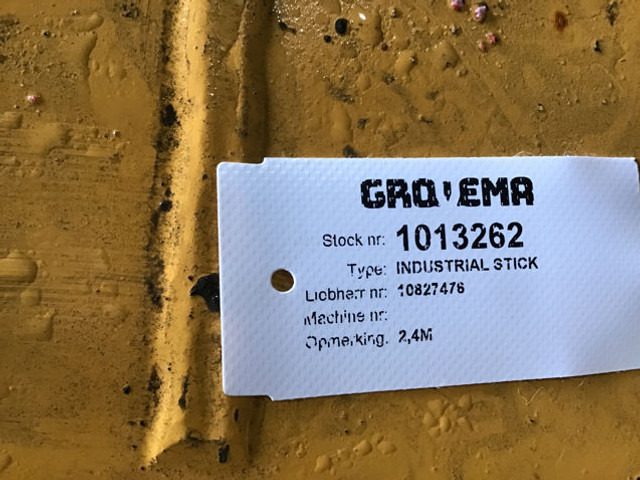 GROVEMA
Stock nr: 1013262
Type: INDUSTRIAL STICK
Liebherr nr: 10827476
Machine nr:
Opmerking. 2,4M